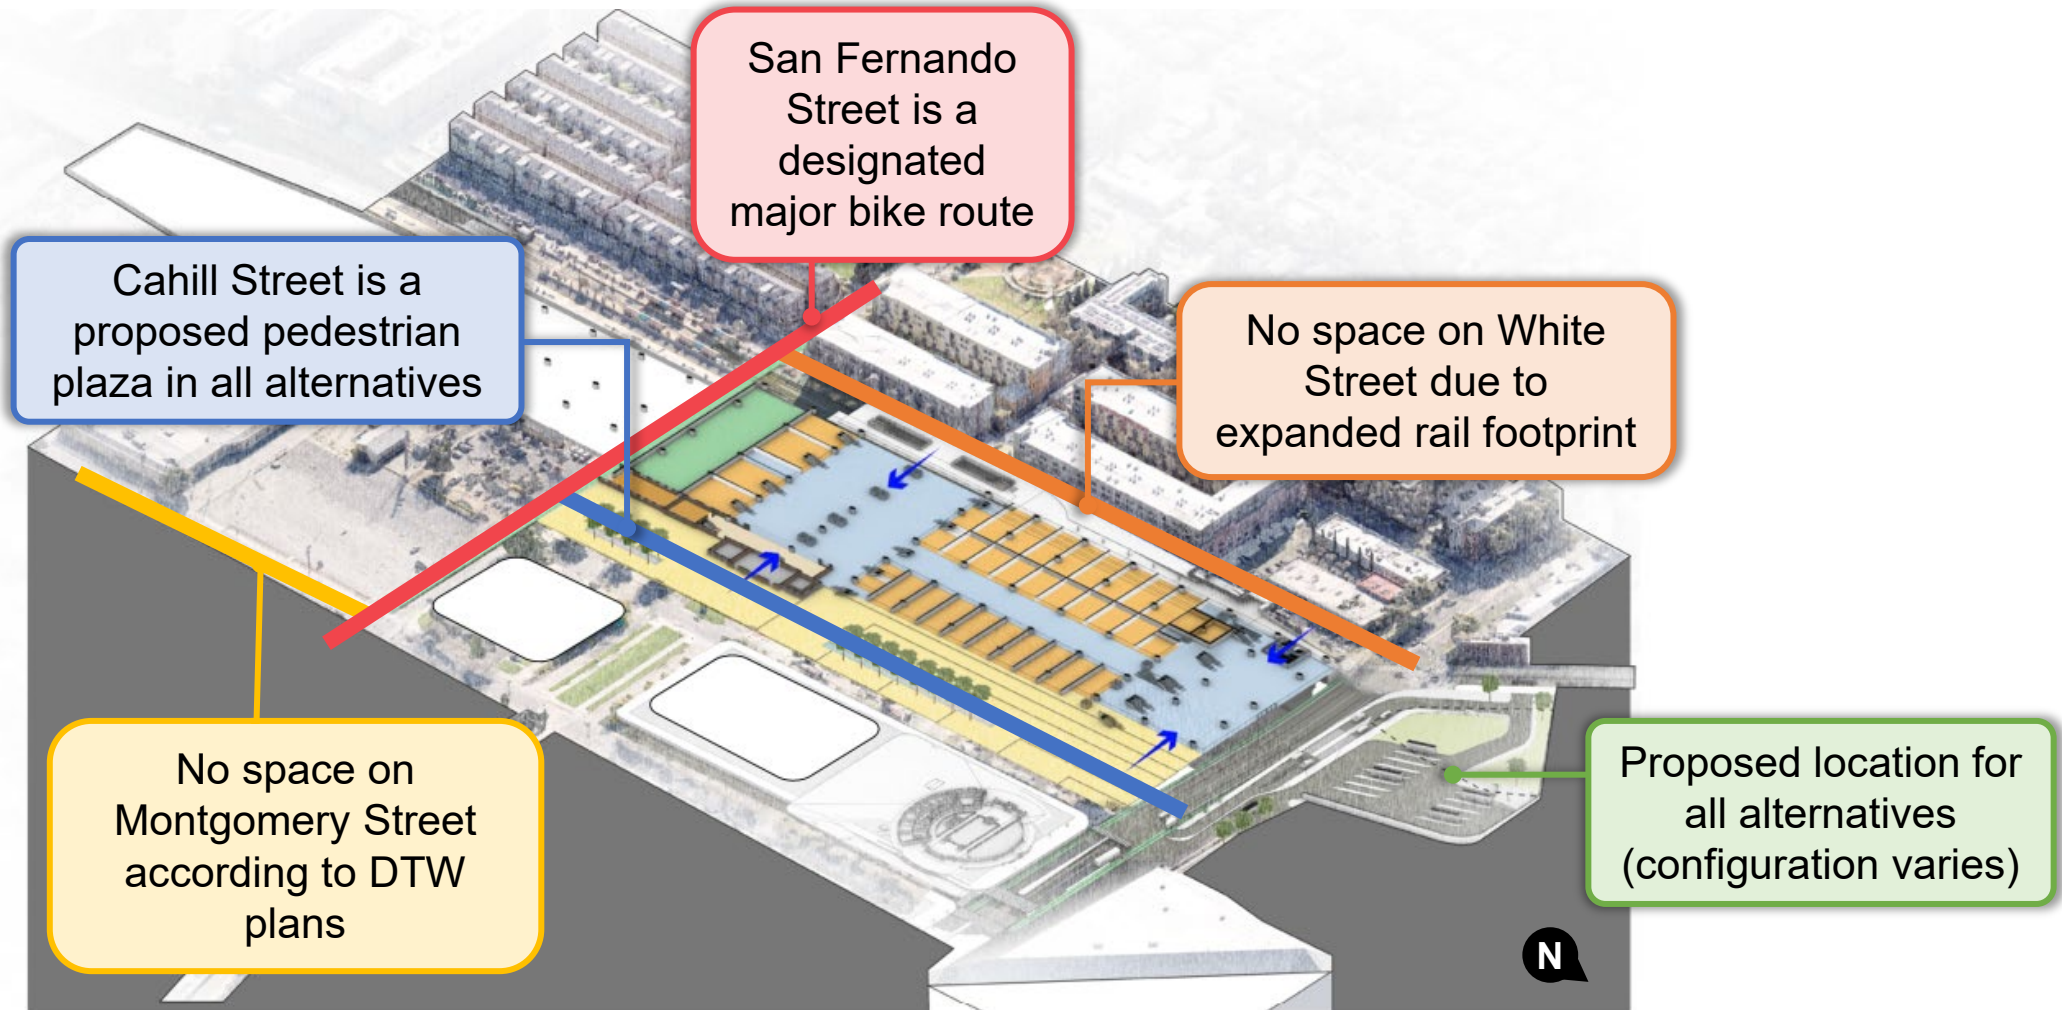 San Fernando
Street is a
designated
major bike route
Cahill Street is a
proposed pedestrian
plaza in all alternatives
No space on White
Street due to
expanded rail footprint
No space on
Montgomery Street
according to DTW
plans
Proposed location for
all alternatives
(configuration varies)
N